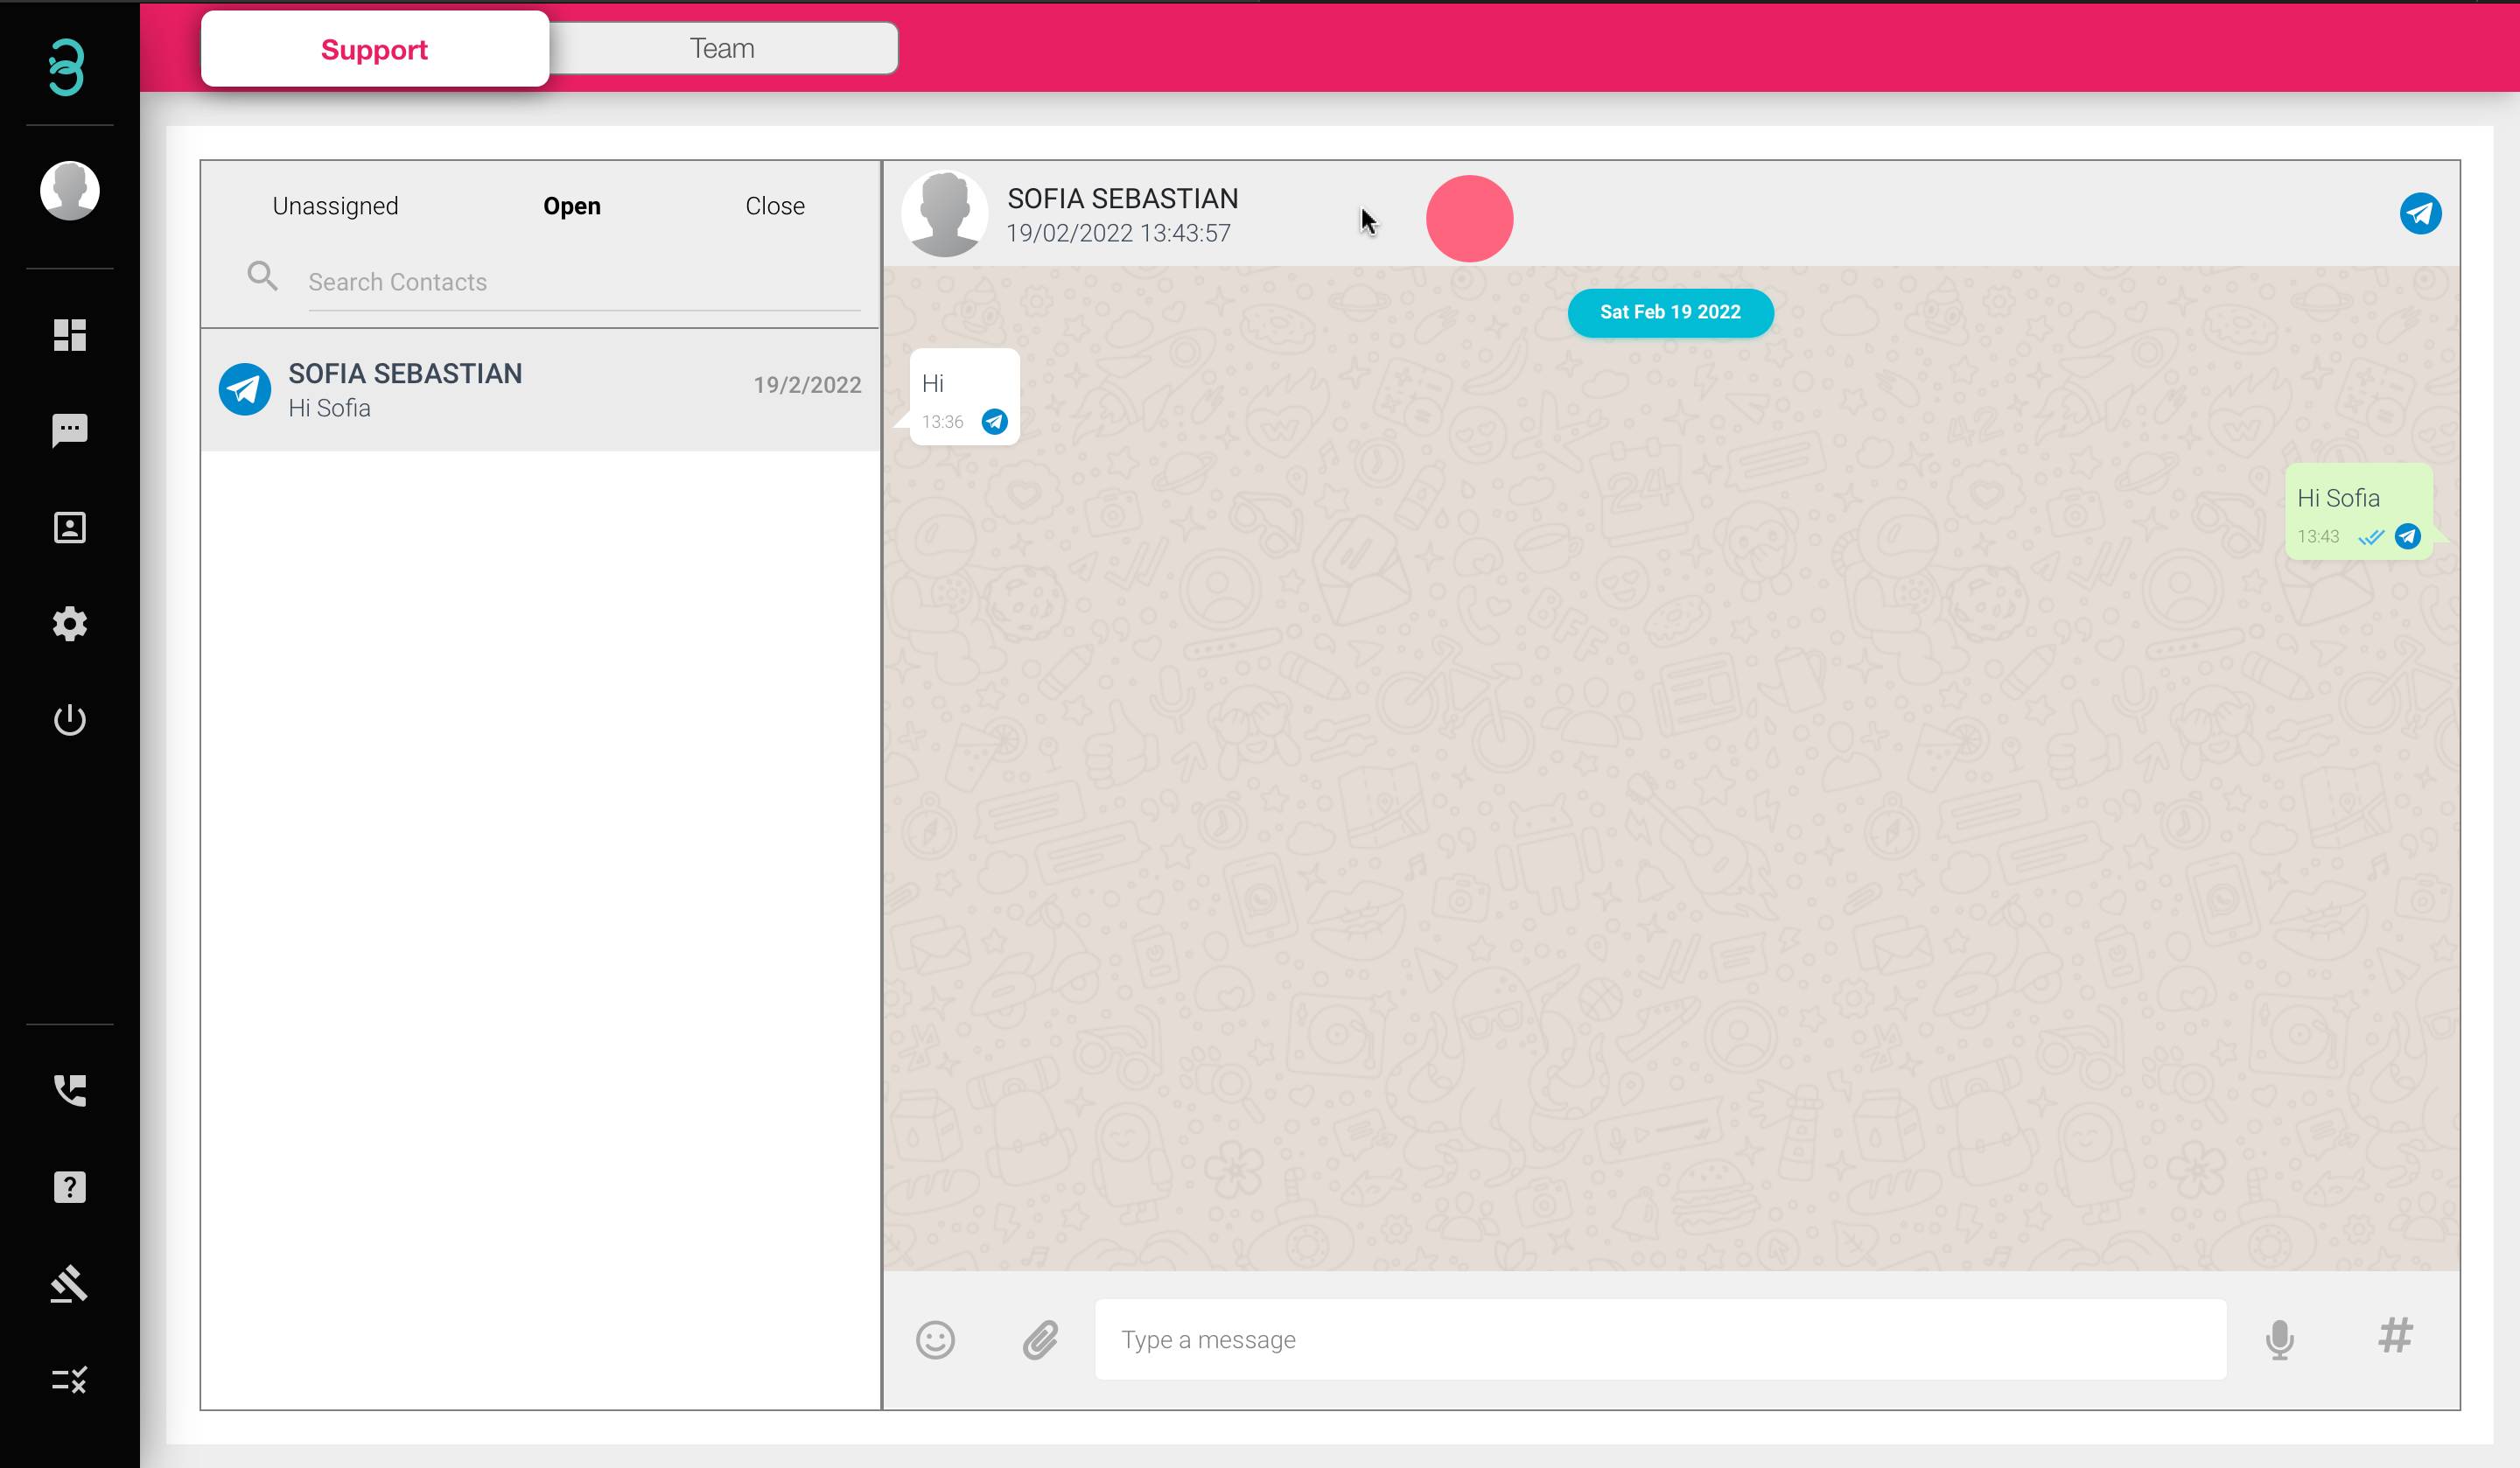 Support
Team
Unassigned
Open
Close
Search Contacts
SOFIA SEBASTIAN
19/2/2022
Hi Sofia
SOFIA SEBASTIAN
19/02/2022 13:43:57
Sat Feb 19 2022
Hi
13:36
Hi Sofia
13:43
Type a message
#